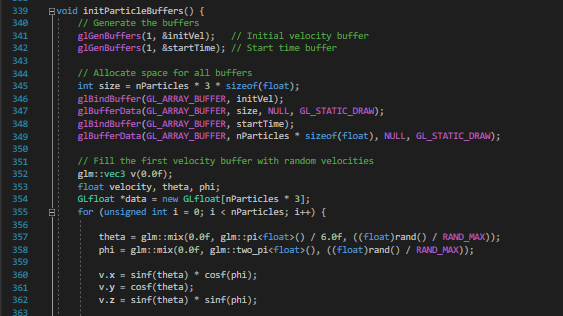 339 void initParticleBuffers() {
340 // Generate the buffers
341 glGenBuffers(1, &initVel); // Initial velocity buffer
342 glGenBuffers(1, &startTime); // Start time buffer
343
344 // Allocate space for all buffers
345 int size = nParticles * 3 * sizeof(float);
346 glBindBuffer(GL_ARRAY_BUFFER, initVel);
347 glBufferData(GL_ARRAY_BUFFER, size, NULL, GL_STATIC_DRAW);
348 glBindBuffer(GL_ARRAY_BUFFER, startTime);
349 glBufferData(GL_ARRAY_BUFFER, nParticles * sizeof(float), NULL, GL_STATIC_DRAW);
350
351 // Fill the first velocity buffer with random velocities
352 glm::vec3 v(0.0f);
353 float velocity, theta, phi;
354 GLfloat *data = new GLfloat[nParticles * 3];
355 for (unsigned int i = 0; i < nParticles; i++) {
356
357 theta = glm::mix(0.0f, glm::pi<float>() / 6.0f, ((float)rand() / RAND_MAX));
358 phi = glm::mix(0.0f, glm::two_pi<float>(), ((float)rand() / RAND_MAX));
359
360 v.x = sinf(theta) * cosf(phi);
361 v.y = cosf(theta);
362 v.z = sinf(theta) * sinf(phi);
363